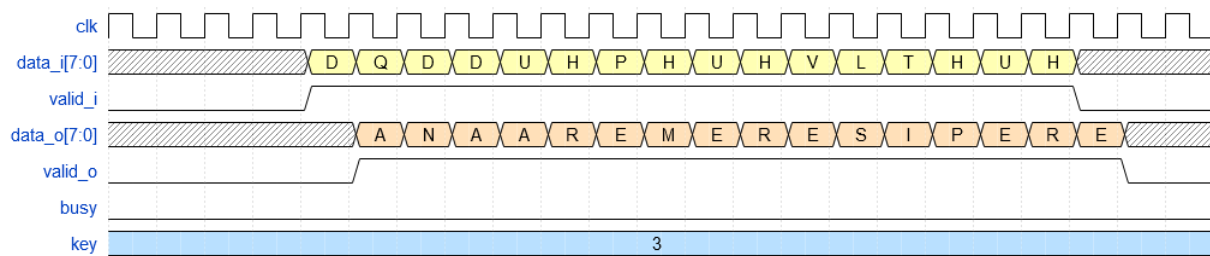 clk
data_i[7:0] D Q D D U H P H U H V L T H U H
valid_i
data_o[7:0] A N A A R E M E R E S I P E R E
valid_o
busy
key 3